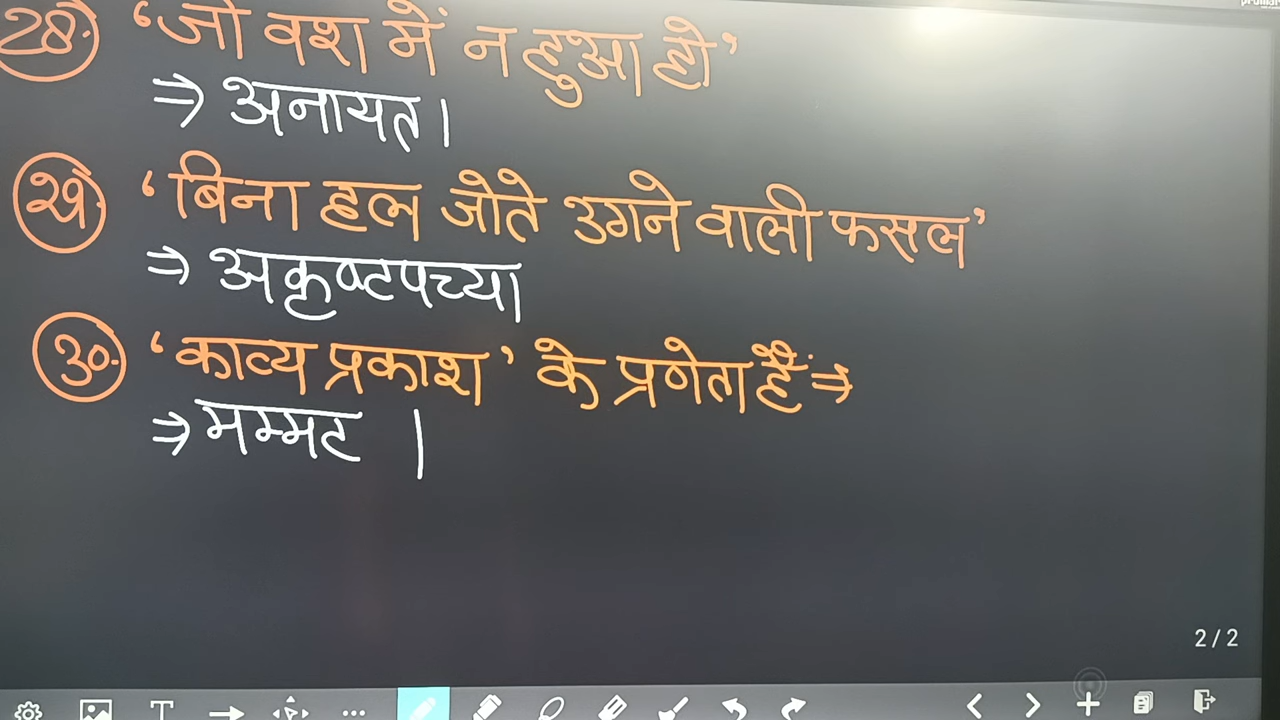 28. 'जो वश में न हुआ हो'
⇒ अनायत्त।
29. 'बिना हल जोते उगने वाली फसल'
⇒ अकृष्टपच्या
30. 'काव्य प्रकाश' के प्रणेता हैं ⇒
⇒ मम्मट |
2/2